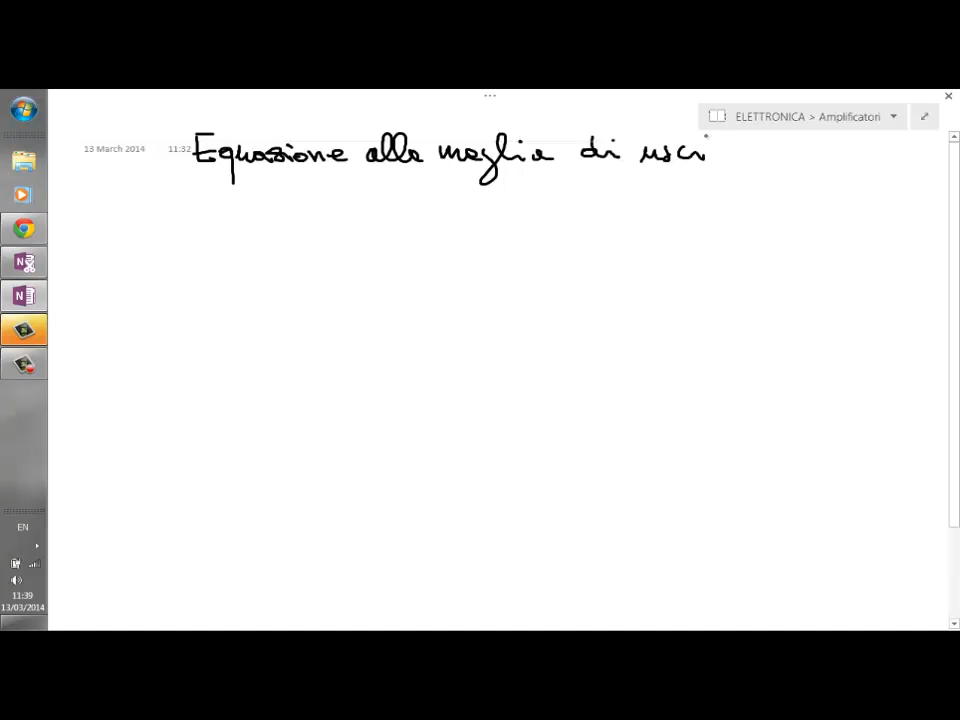 ELETTRONICA > Amplificatori
13 March 2014 11:32
Equazione alla maglia di usci
EN
11:39
13/03/2014